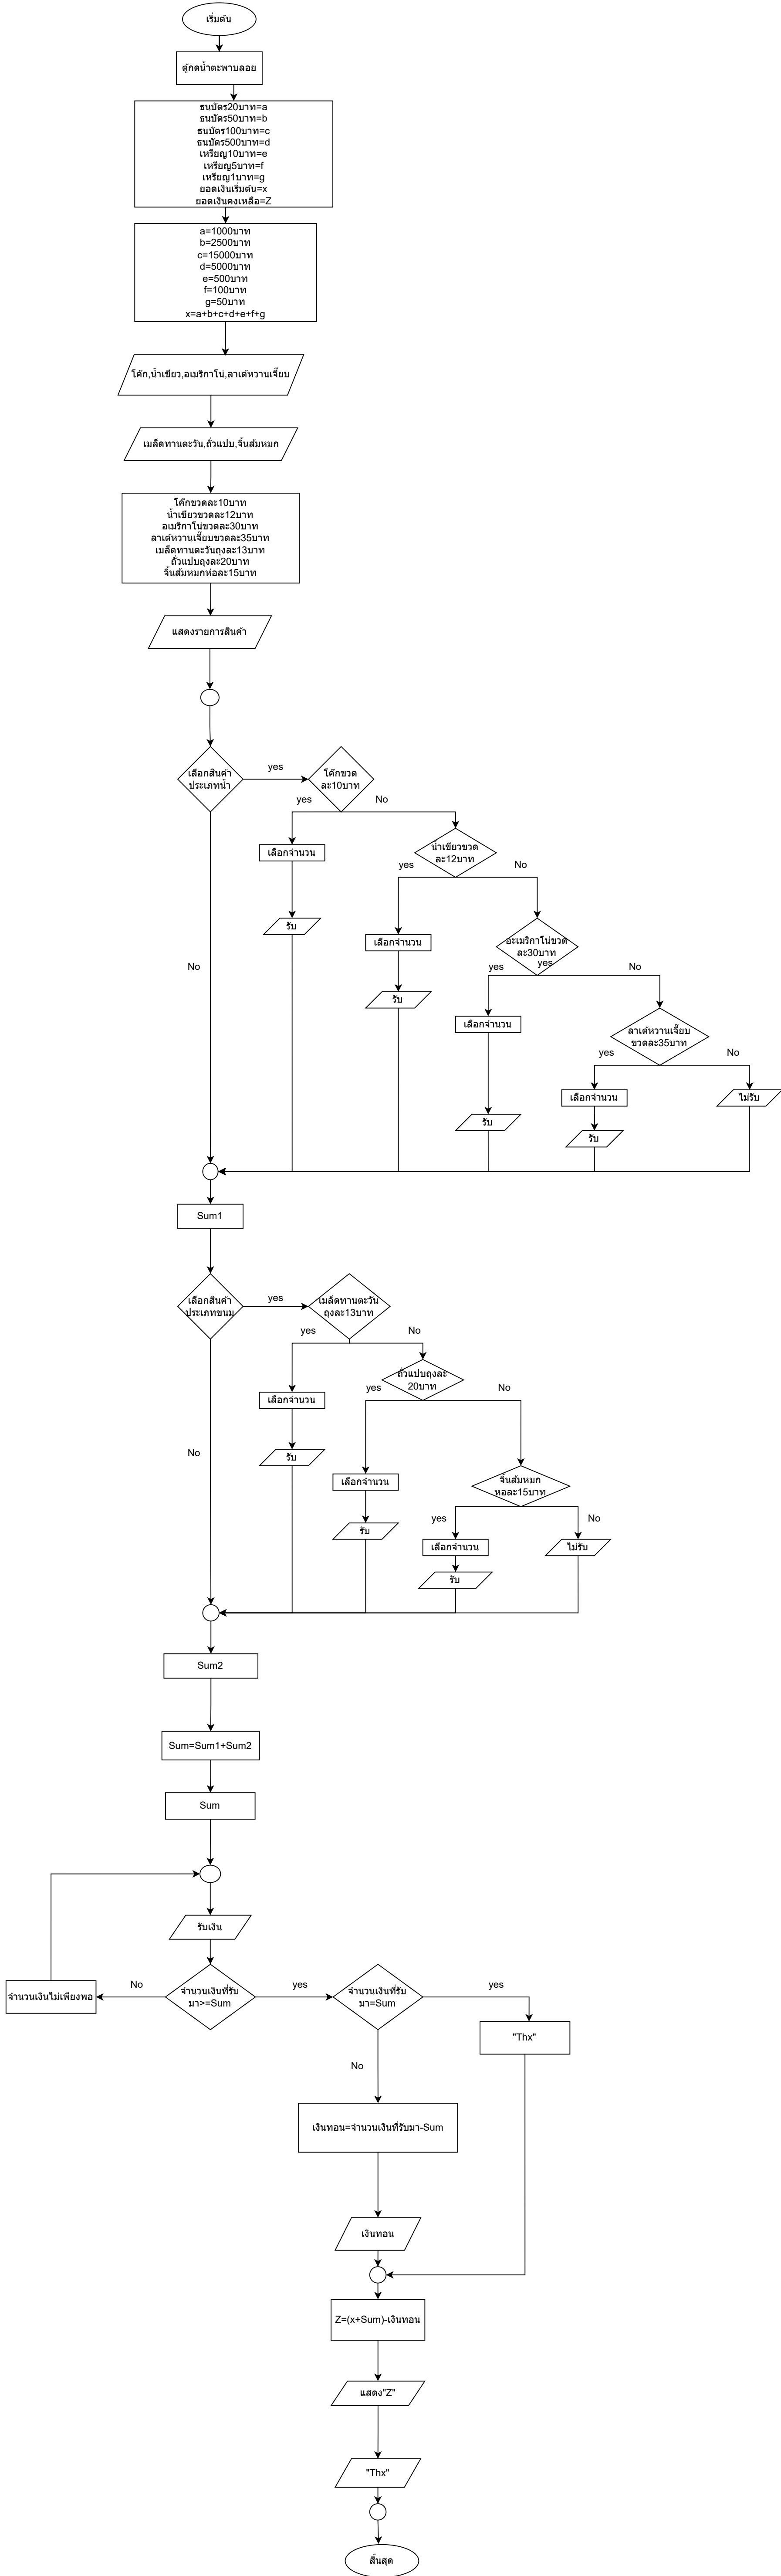 เริ่มต้น
ตู้กดน้ำตะพาบลอย
ธนบัตร20บาท=a
ธนบัตร50บาท=b
ธนบัตร100บาท=c
ธนบัตร500บาท=d
เหรียญ10บาท=e
เหรียญ5บาท=f
เหรียญ1บาท=g
ยอดเงินเริ่มต้น=x
ยอดเงินคงเหลือ=Z
a=1000บาท
b=2500บาท
c=15000บาท
d=5000บาท
e=500บาท
f=100บาท
g=50บาท
x=a+b+c+d+e+f+g
โค๊ก,น้ำเขียว,อเมริกาโน่,ลาเต้หวานเจี๊ยบ
เมล็ดทานตะวัน,ถั่วแปบ,จิ้นส้มหมก
โค๊กขวดละ10บาท
น้ำเขียวขวดละ12บาท
อเมริกาโน่ขวดละ30บาท
ลาเต้หวานเจี๊ยบขวดละ35บาท
เมล็ดทานตะวันถุงละ13บาท
ถั่วแปบถุงละ20บาท
จิ้นส้มหมกห่อละ15บาท
แสดงรายการสินค้า
เลือกสินค้า
ประเภทน้ำ
yes
โค๊กขวด
ละ10บาท
yes
No
เลือกจำนวน
รับ
น้ำเขียวขวด
ละ12บาท
yes
No
เลือกจำนวน
รับ
อะเมริกาโน่ขวด
ละ30บาท
yes
yes
No
เลือกจำนวน
รับ
ลาเต้หวานเจี๊ยบ
ขวดละ35บาท
yes
No
เลือกจำนวน
รับ
ไม่รับ
No
Sum1
เลือกสินค้า
ประเภทขนม
yes
เมล็ดทานตะวัน
ถุงละ13บาท
yes
No
เลือกจำนวน
รับ
ถั่วแปบถุงละ
20บาท
yes
No
เลือกจำนวน
รับ
จิ้นส้มหมก
หอละ15บาท
yes
No
เลือกจำนวน
รับ
ไม่รับ
No
Sum2
Sum=Sum1+Sum2
Sum
รับเงิน
จำนวนเงินที่รับ
มา>=Sum
No
จำนวนเงินไม่เพียงพอ
yes
จำนวนเงินที่รับ
มา=Sum
yes
"Thx"
No
เงินทอน=จำนวนเงินที่รับมา-Sum
เงินทอน
Z=(x+Sum)-เงินทอน
แสดง"Z"
"Thx"
สิ้นสุด